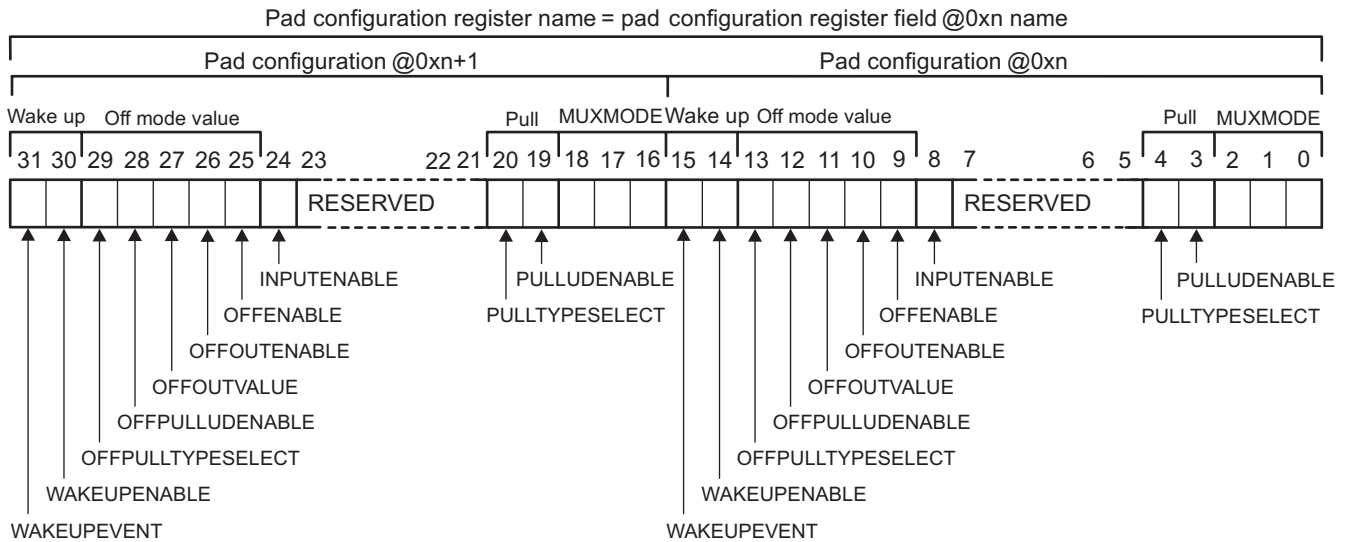 Pad configuration register name = pad configuration register field @0xn name
Pad configuration @0xn+1 Pad configuration @0xn
Wake up Off mode value Pull MUXMODE Wake up Off mode value Pull MUXMODE
31 30 29 28 27 26 25 24 23 22 21 20 19 18 17 16 15 14 13 12 11 10 9 8 7 6 5 4 3 2 1 0
RESERVED RESERVED
INPUTENABLE PULLUDENABLE INPUTENABLE PULLUDENABLE
OFFENABLE PULLTYPESELECT OFFENABLE PULLTYPESELECT
OFFOUTENABLE OFFOUTENABLE
OFFOUTVALUE OFFOUTVALUE
OFFPULLUDENABLE OFFPULLUDENABLE
OFFPULLTYPESELECT OFFPULLTYPESELECT
WAKEUPENABLE WAKEUPENABLE
WAKEUPEVENT WAKEUPEVENT